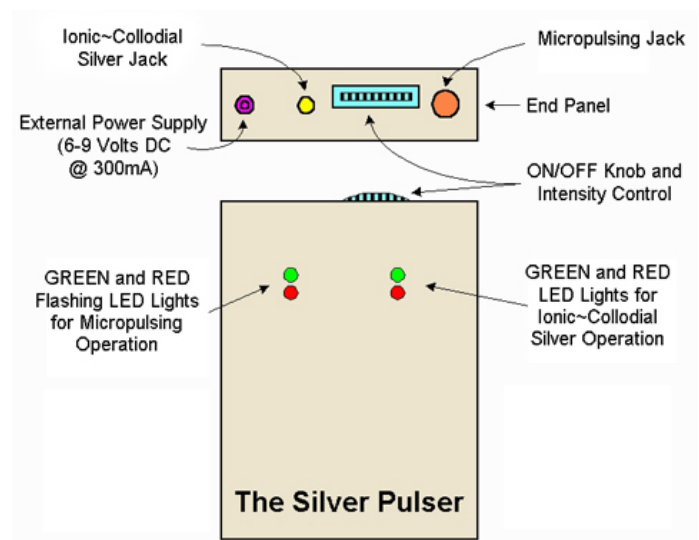 Ionic~Collodial
Silver Jack
Micropulsing Jack
End Panel
External Power Supply
(6-9 Volts DC
@ 300mA)
ON/OFF Knob and
Intensity Control
GREEN and RED
Flashing LED Lights
for Micropulsing
Operation
GREEN and RED
LED Lights for
Ionic~Collodial
Silver Operation
The Silver Pulser